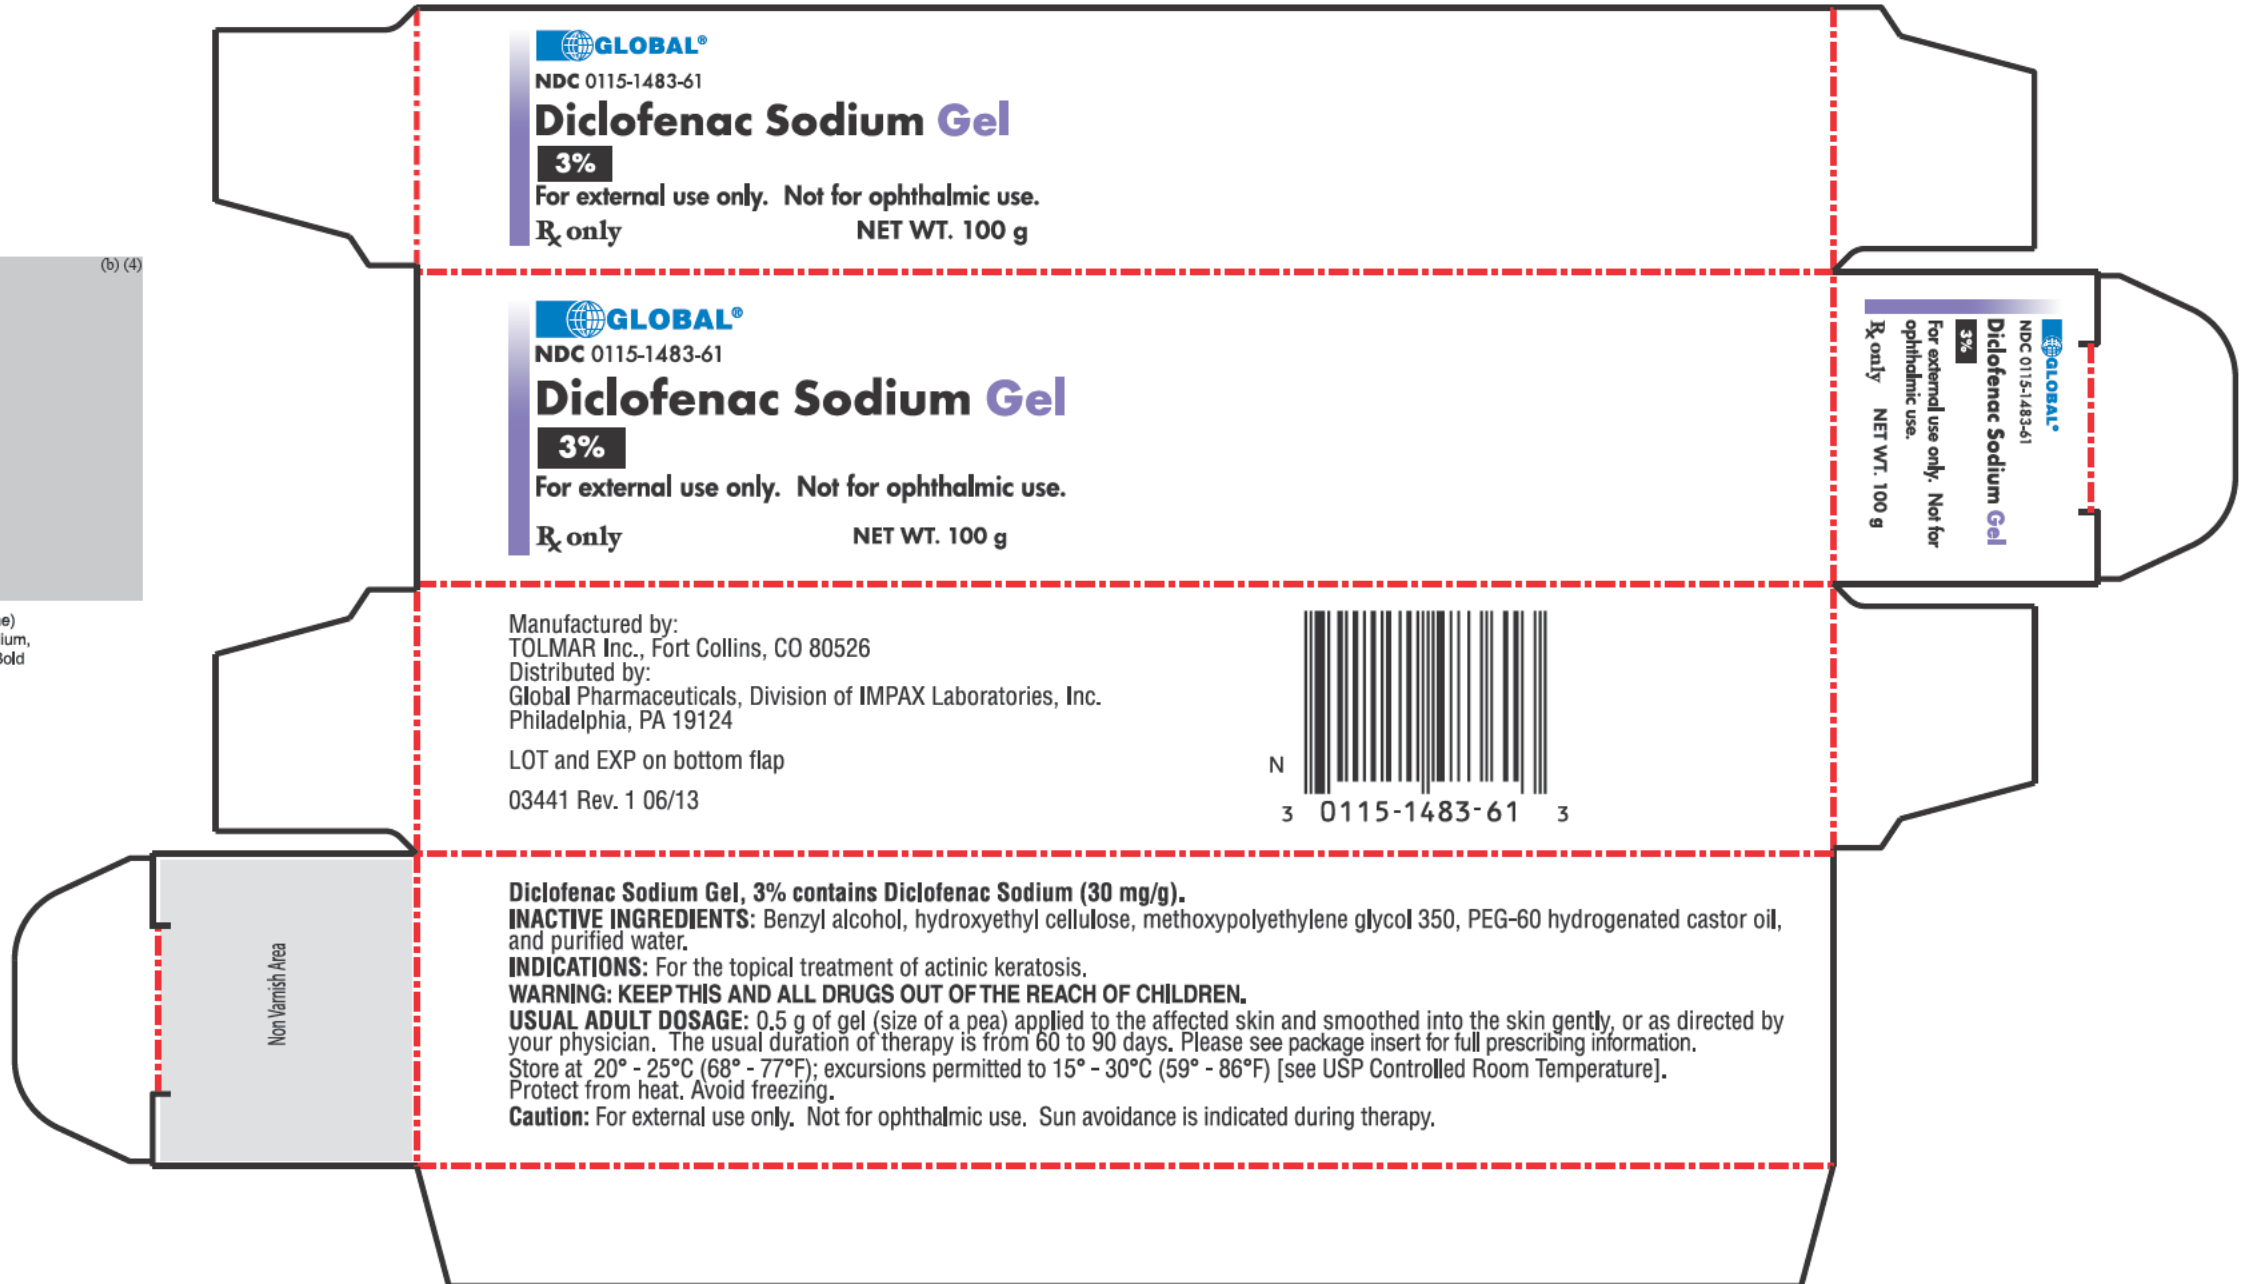 GLOBAL®
NDC 0115-1483-61
Diclofenac Sodium Gel
3%
For external use only. Not for ophthalmic use.
Rx only NET WT. 100 g
(b) (4)
GLOBAL®
NDC 0115-1483-61
Diclofenac Sodium Gel
3%
For external use only. Not for ophthalmic use.
Rx only NET WT. 100 g
GLOBAL®
NDC 0115-1483-61
Diclofenac Sodium Gel
3%
For external use only. Not for
ophthalmic use.
Rx only NET WT. 100 g
e)
ium,
Bold
Manufactured by:
TOLMAR Inc., Fort Collins, CO 80526
Distributed by:
Global Pharmaceuticals, Division of IMPAX Laboratories, Inc.
Philadelphia, PA 19124
LOT and EXP on bottom flap
03441 Rev. 1 06/13
N
3 0115-1483-61 3
Non Varnish Area
Diclofenac Sodium Gel, 3% contains Diclofenac Sodium (30 mg/g).
INACTIVE INGREDIENTS: Benzyl alcohol, hydroxyethyl cellulose, methoxypolyethylene glycol 350, PEG-60 hydrogenated castor oil,
and purified water.
INDICATIONS: For the topical treatment of actinic keratosis.
WARNING: KEEP THIS AND ALL DRUGS OUT OF THE REACH OF CHILDREN.
USUAL ADULT DOSAGE: 0.5 g of gel (size of a pea) applied to the affected skin and smoothed into the skin gently, or as directed by
your physician. The usual duration of therapy is from 60 to 90 days. Please see package insert for full prescribing information.
Store at 20° - 25°C (68° - 77°F); excursions permitted to 15° - 30°C (59° - 86°F) [see USP Controlled Room Temperature].
Protect from heat. Avoid freezing.
Caution: For external use only. Not for ophthalmic use. Sun avoidance is indicated during therapy.